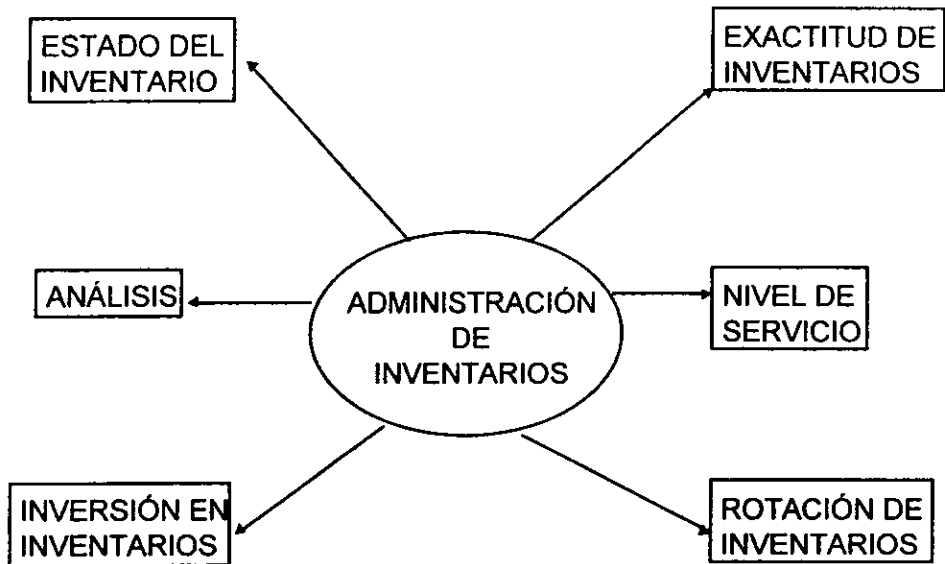 ESTADO DEL
INVENTARIO
EXACTITUD DE
INVENTARIOS
ANÁLISIS
ADMINISTRACIÓN
DE
INVENTARIOS
NIVEL DE
SERVICIO
INVERSIÓN EN
INVENTARIOS
ROTACIÓN DE
INVENTARIOS